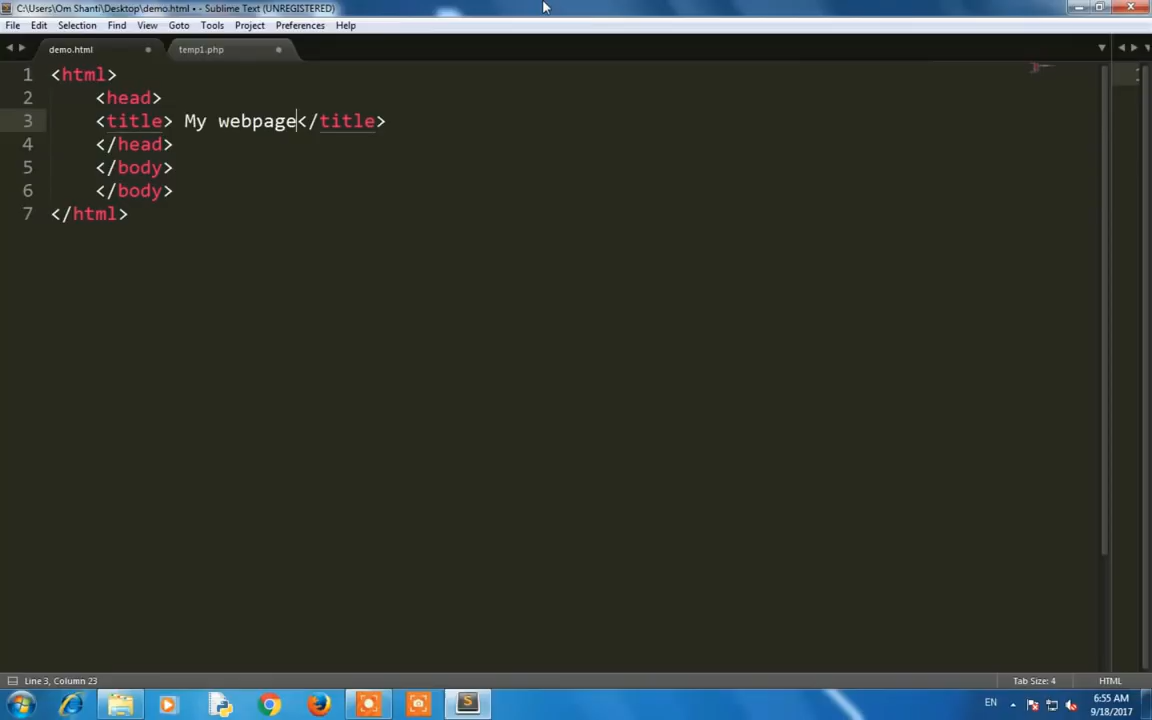 C:\Users\Om Shanti\Desktop\demo.html • - Sublime Text (UNREGISTERED)
File Edit Selection Find View Goto Tools Project Preferences Help
demo.html temp1.php
1 <html>
2 <head>
3 <title> My webpage</title>
4 </head>
5 </body>
6 </body>
7 </html>
Line 3, Column 23 Tab Size: 4 HTML
EN 6:55 AM
9/18/2017